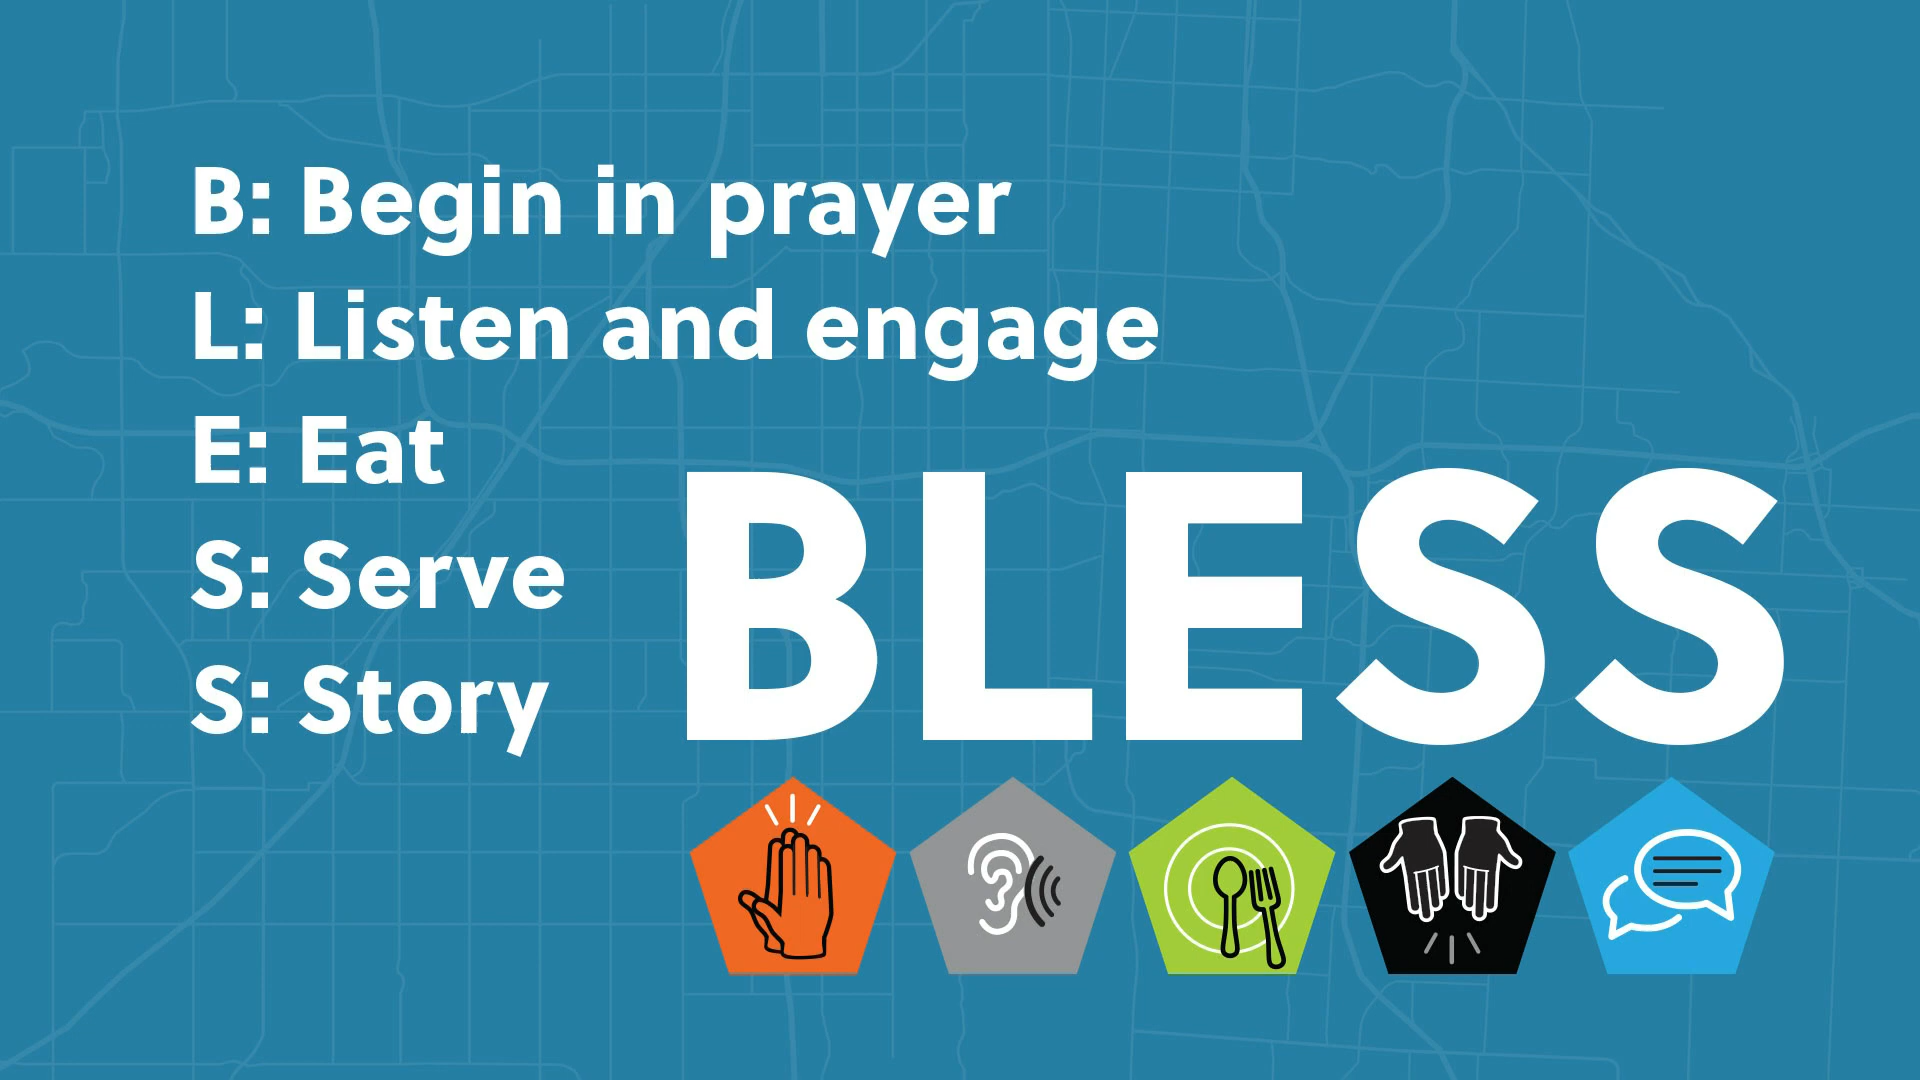 B: Begin in prayer
L: Listen and engage
E: Eat
S: Serve
S: Story
BLESS